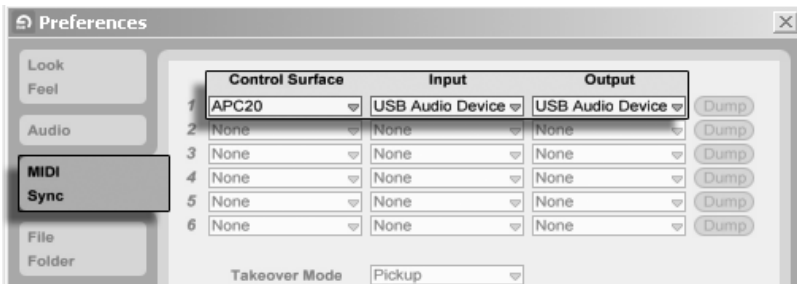 Preferences
Look
Feel
Audio
MIDI
Sync
File
Folder
Control Surface Input Output
1 APC20 USB Audio Device USB Audio Device Dump
2 None None None Dump
3 None None None Dump
4 None None None Dump
5 None None None Dump
6 None None None Dump
Takeover Mode Pickup